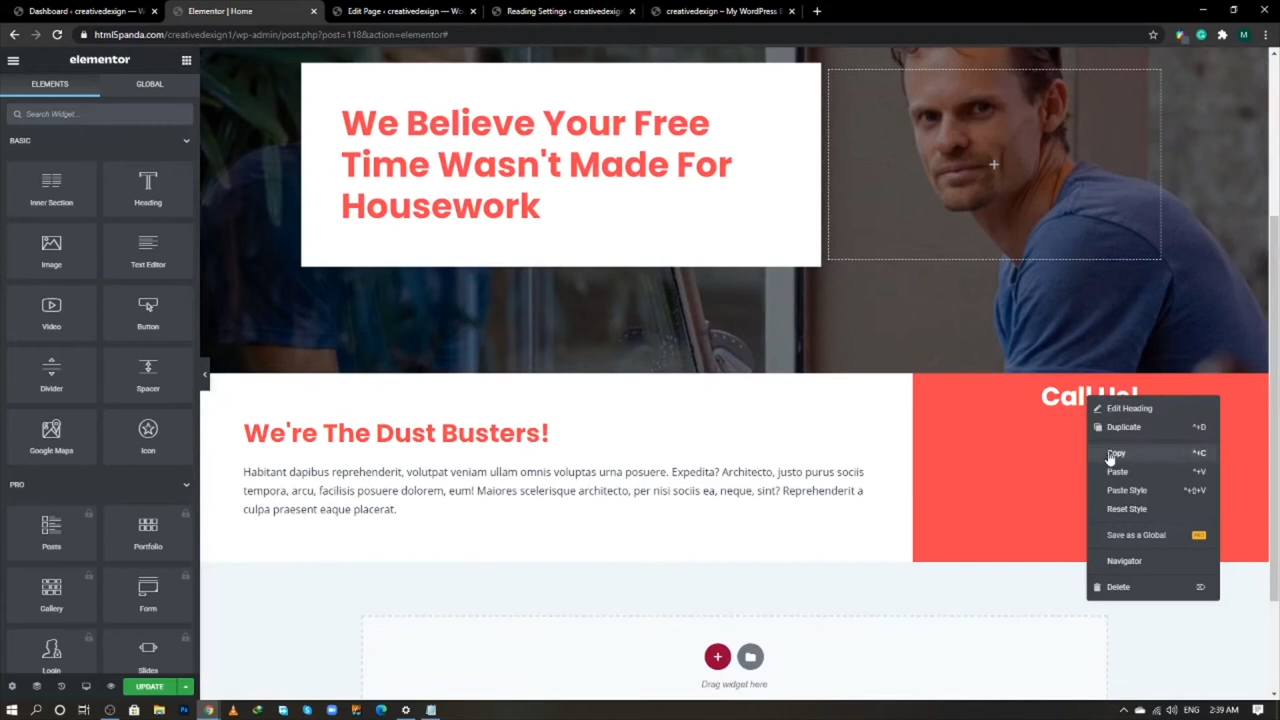 Dashboard ‹ creativedesign — W
Elementor | Home
Edit Page ‹ creativedesign — Wo
Reading Settings ‹ creativedesig
creativedesign – My WordPress B
html5panda.com/creativedesign1/wp-admin/post.php?post=118&action=elementor#
M
elementor
ELEMENTS
GLOBAL
Search Widget...
BASIC
Inner Section
Heading
Image
Text Editor
Video
Button
Divider
Spacer
Google Maps
Icon
PRO
Posts
Portfolio
Gallery
Form
Login
Slides
UPDATE
We Believe Your Free
Time Wasn't Made For
Housework
We're The Dust Busters!
Habitant dapibus reprehenderit, volutpat veniam ullam omnis voluptas urna posuere. Expedita? Architecto, justo purus sociis
tempora, arcu, facilisis posuere dolorem, eum! Maiores scelerisque architecto, per nisi sociis ea, neque, sint? Reprehenderit a
culpa praesent eaque placerat.
Call Us!
Edit Heading
Duplicate ^+D
Copy ^+C
Paste ^+V
Paste Style ^+⇧+V
Reset Style
Save as a Global PRO
Navigator
Delete ⌦
Drag widget here
ENG 2:39 AM